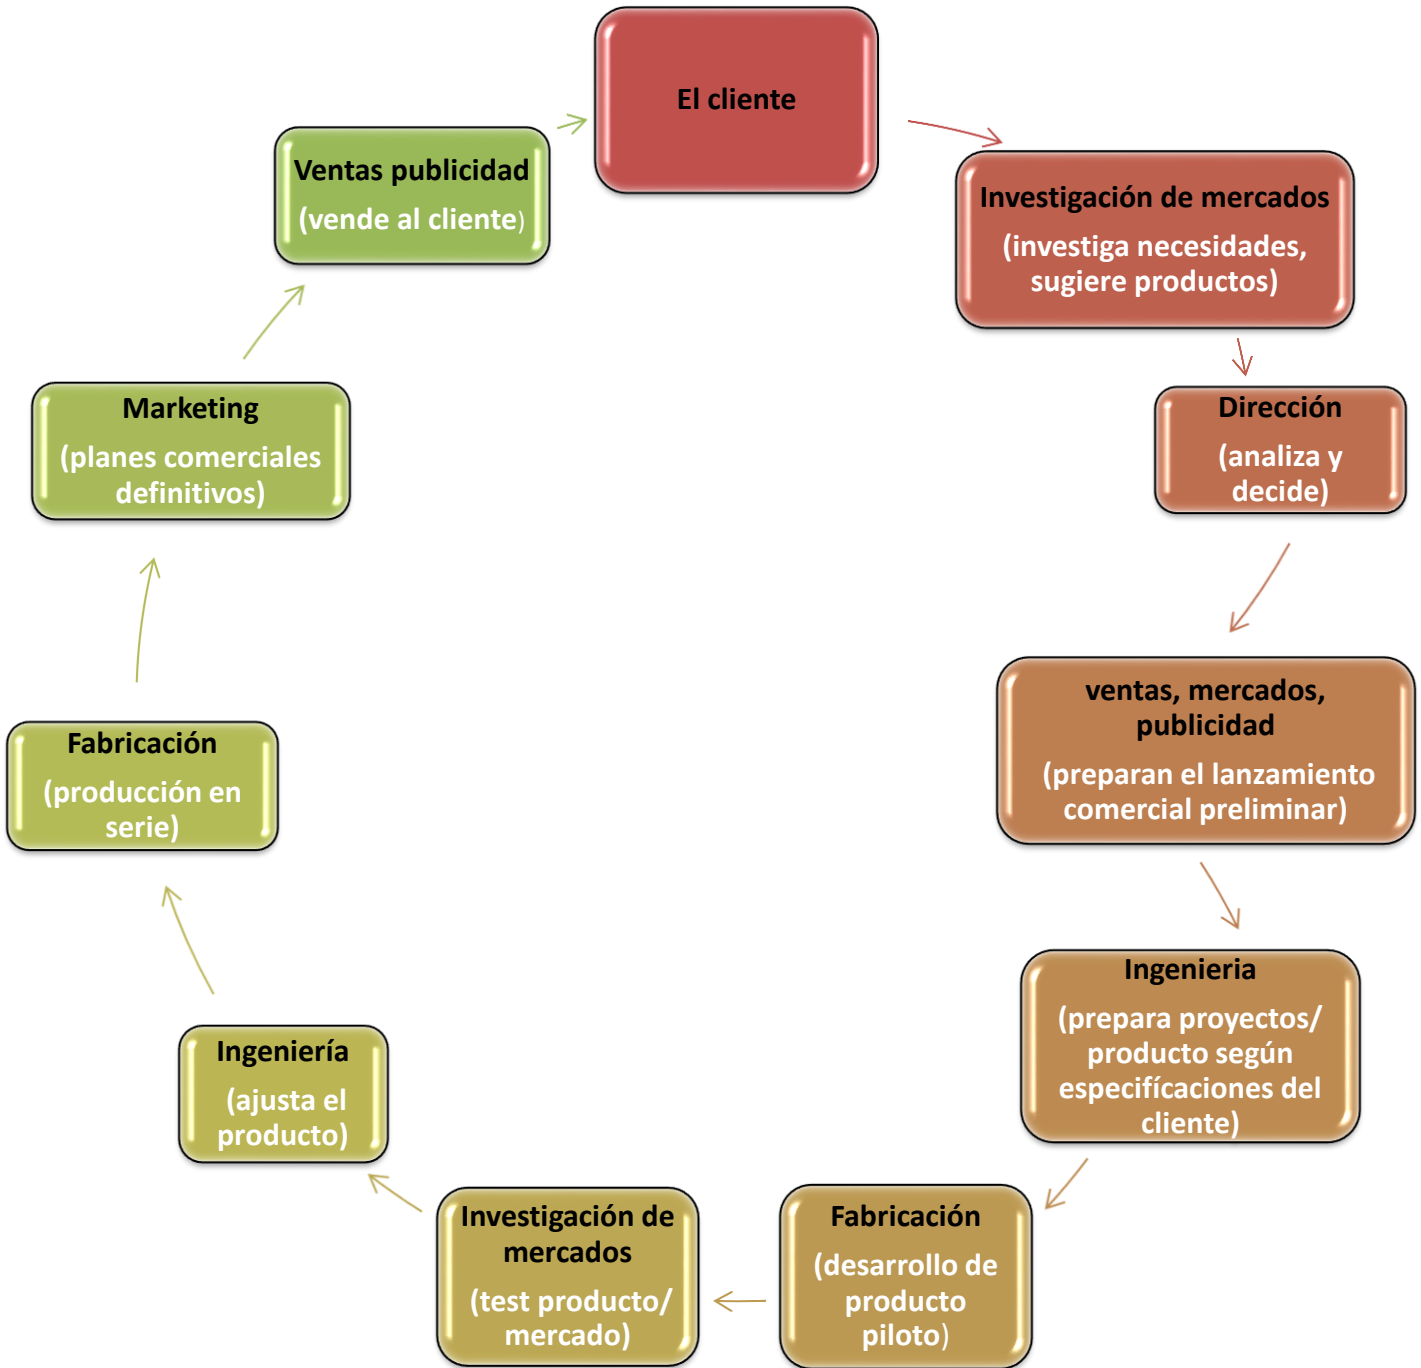 El cliente
Investigación de mercados
(investiga necesidades,
sugiere productos)
Dirección
(analiza y
decide)
ventas, mercados,
publicidad
(preparan el lanzamiento
comercial preliminar)
Ingenieria
(prepara proyectos/
producto según
especifícaciones del
cliente)
Fabricación
(desarrollo de
producto
piloto)
Investigación de
mercados
(test producto/
mercado)
Ingeniería
(ajusta el
producto)
Fabricación
(producción en
serie)
Marketing
(planes comerciales
definitivos)
Ventas publicidad
(vende al cliente)